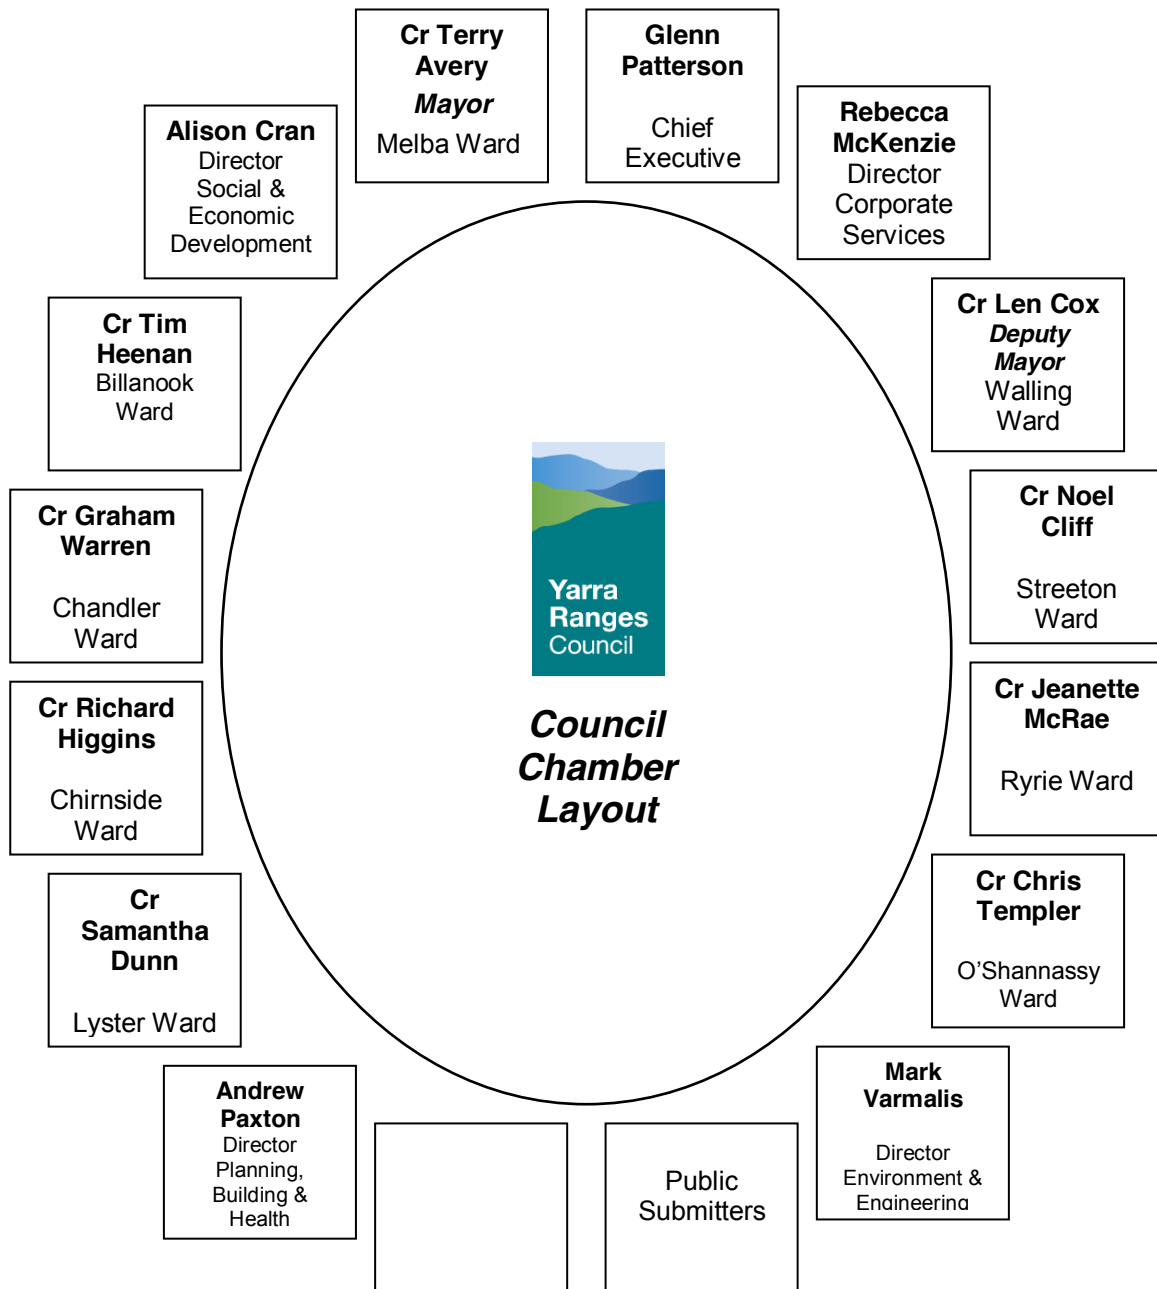 Cr Terry
Avery
Mayor
Melba Ward
Glenn
Patterson
Chief
Executive
Alison Cran
Director
Social &
Economic
Development
Rebecca
McKenzie
Director
Corporate
Services
Cr Tim
Heenan
Billanook
Ward
Cr Len Cox
Deputy
Mayor
Walling
Ward
Cr Graham
Warren
Chandler
Ward
Cr Noel
Cliff
Streeton
Ward
Yarra
Ranges
Council
Council
Chamber
Layout
Cr Richard
Higgins
Chirnside
Ward
Cr Jeanette
McRae
Ryrie Ward
Cr
Samantha
Dunn
Lyster Ward
Cr Chris
Templer
O’Shannassy
Ward
Andrew
Paxton
Director
Planning,
Building &
Health
Public
Submitters
Mark
Varmalis
Director
Environment &
Engineering